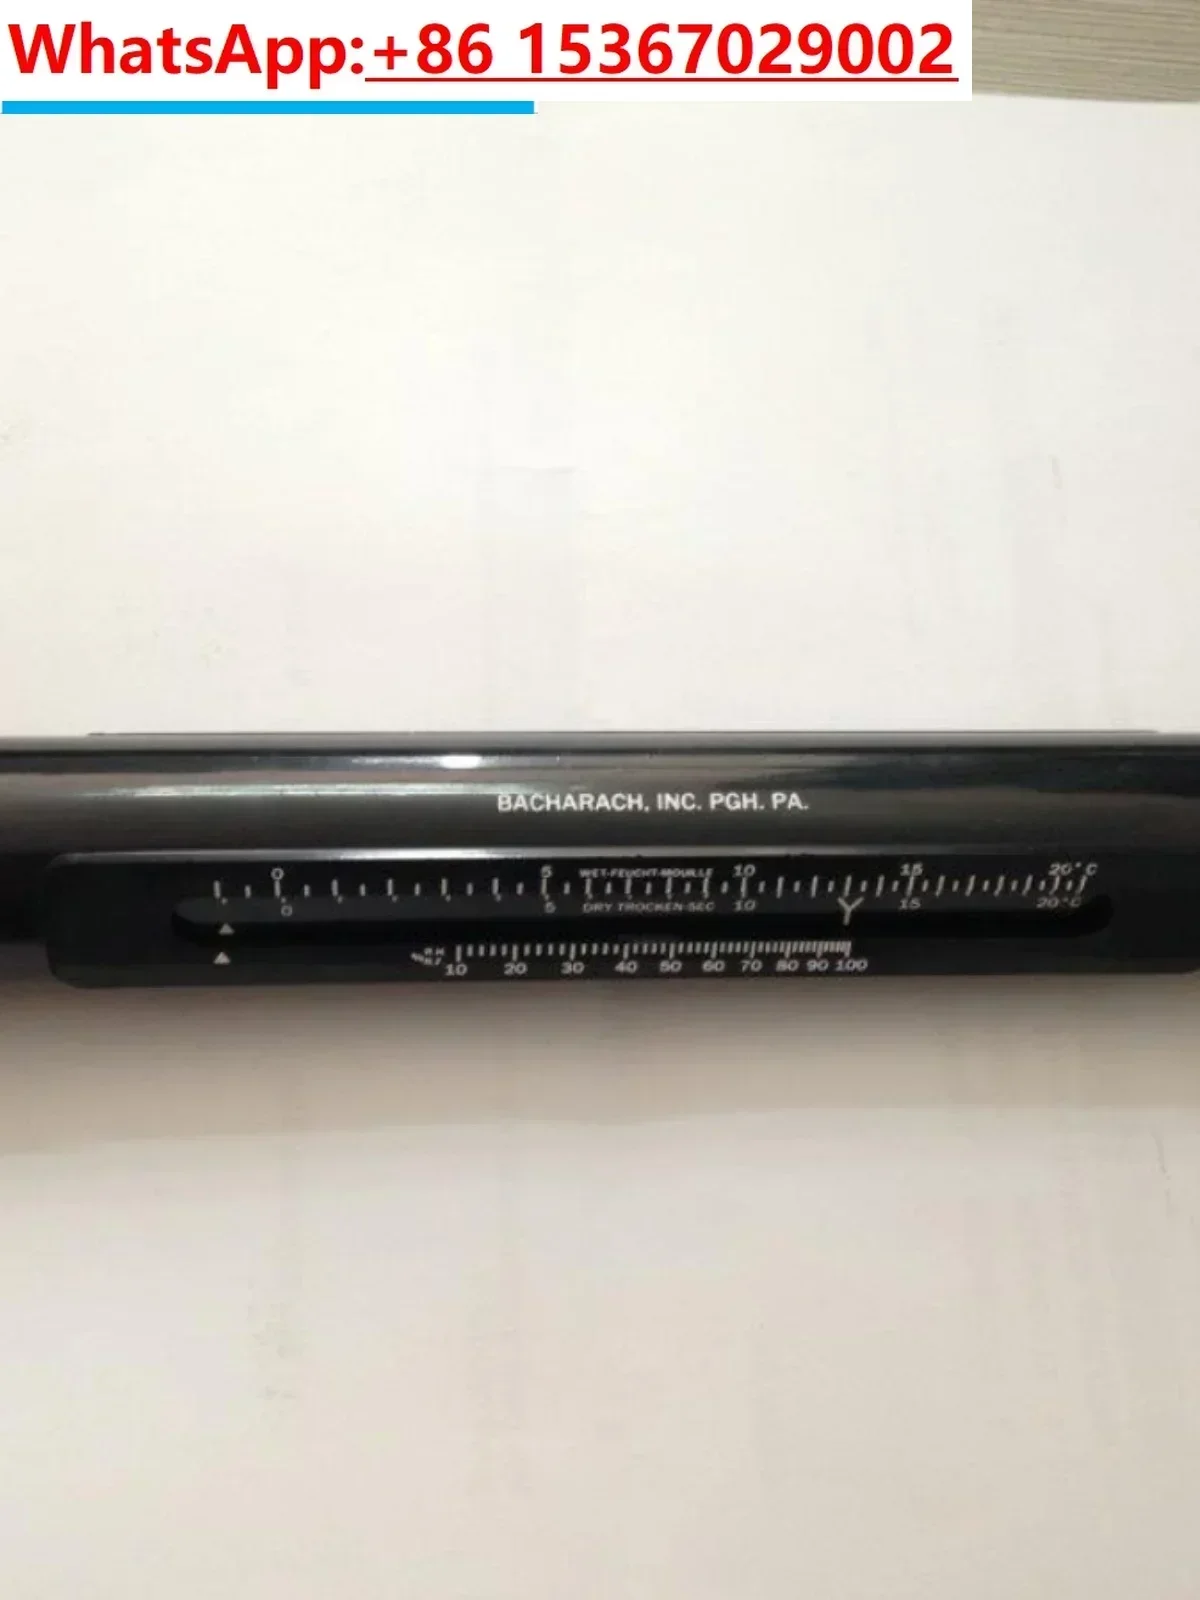 WhatsApp:+86 15367029002
BACHARACH, INC. PGH. PA.
0 5 WET-FEUCHT-MOUILLE 10 15 20°C
0 5 DRY TROCKEN-SEC 10 15 20°C
Y
10 20 30 40 50 60 70 80 90 100